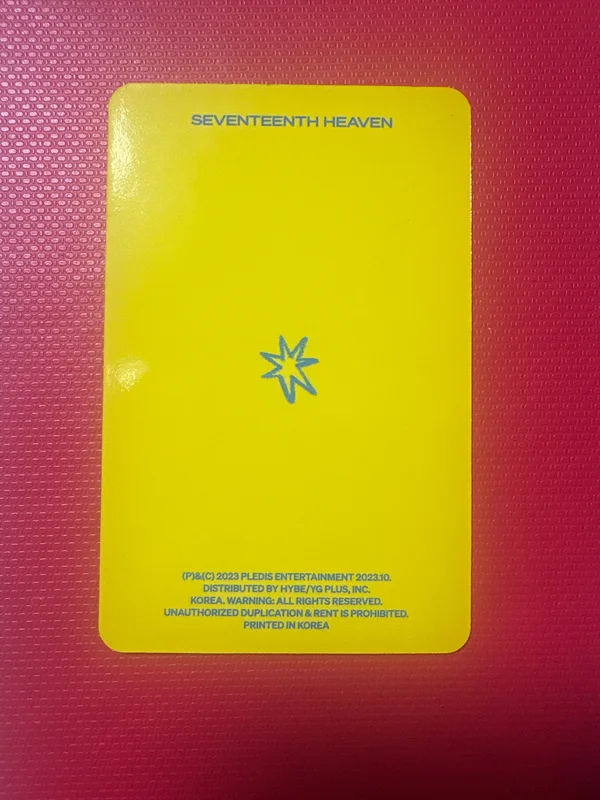 SEVENTEENTH HEAVEN
(P)&(C) 2023 PLEDIS ENTERTAINMENT 2023.10.
DISTRIBUTED BY HYBE/YG PLUS, INC.
KOREA. WARNING: ALL RIGHTS RESERVED.
UNAUTHORIZED DUPLICATION & RENT IS PROHIBITED.
PRINTED IN KOREA